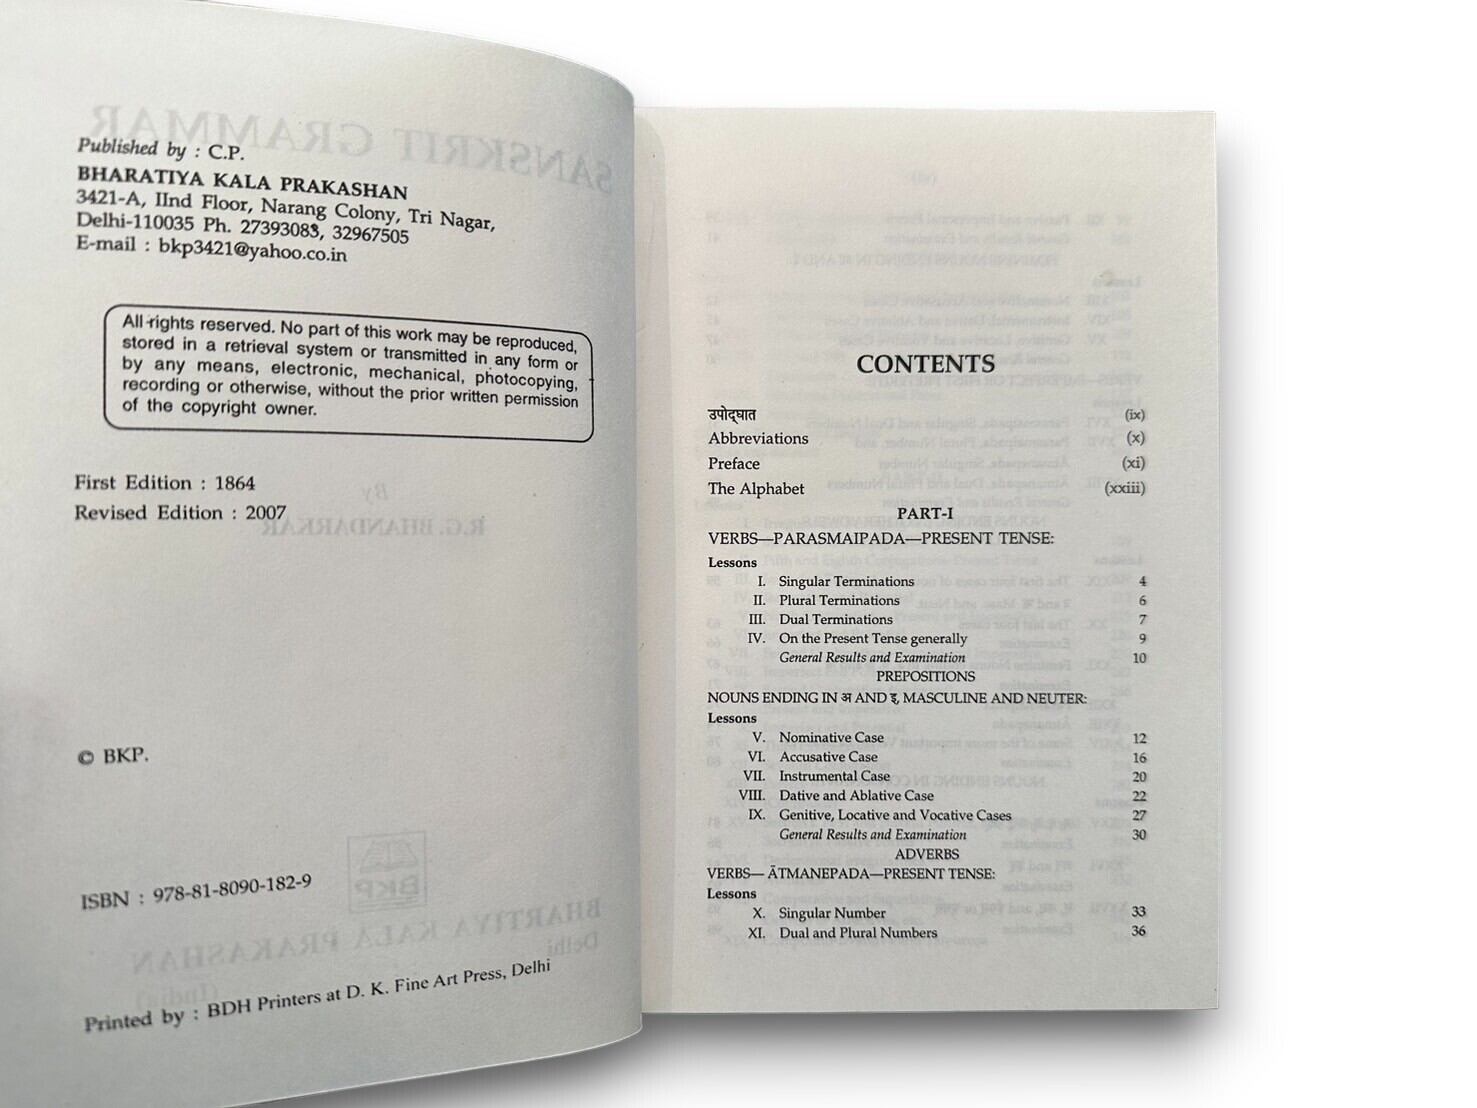 Published by : C.P.
BHARATIYA KALA PRAKASHAN
3421-A, IInd Floor, Narang Colony, Tri Nagar,
Delhi-110035 Ph. 27393083, 32967505
E-mail : bkp3421@yahoo.co.in
All rights reserved. No part of this work may be reproduced,
stored in a retrieval system or transmitted in any form or
by any means, electronic, mechanical, photocopying,
recording or otherwise, without the prior written permission
of the copyright owner.
First Edition : 1864
Revised Edition : 2007
© BKP.
ISBN : 978-81-8090-182-9
Printed by : BDH Printers at D. K. Fine Art Press, Delhi
CONTENTS
उपोद्घात (ix)
Abbreviations (x)
Preface (xi)
The Alphabet (xxiii)
PART-I
VERBS—PARASMAIPADA—PRESENT TENSE:
Lessons
I. Singular Terminations 4
II. Plural Terminations 6
III. Dual Terminations 7
IV. On the Present Tense generally 9
General Results and Examination 10
PREPOSITIONS
NOUNS ENDING IN अ AND इ, MASCULINE AND NEUTER:
Lessons
V. Nominative Case 12
VI. Accusative Case 16
VII. Instrumental Case 20
VIII. Dative and Ablative Case 22
IX. Genitive, Locative and Vocative Cases 27
General Results and Examination 30
ADVERBS
VERBS— ĀTMANEPADA—PRESENT TENSE:
Lessons
X. Singular Number 33
XI. Dual and Plural Numbers 36